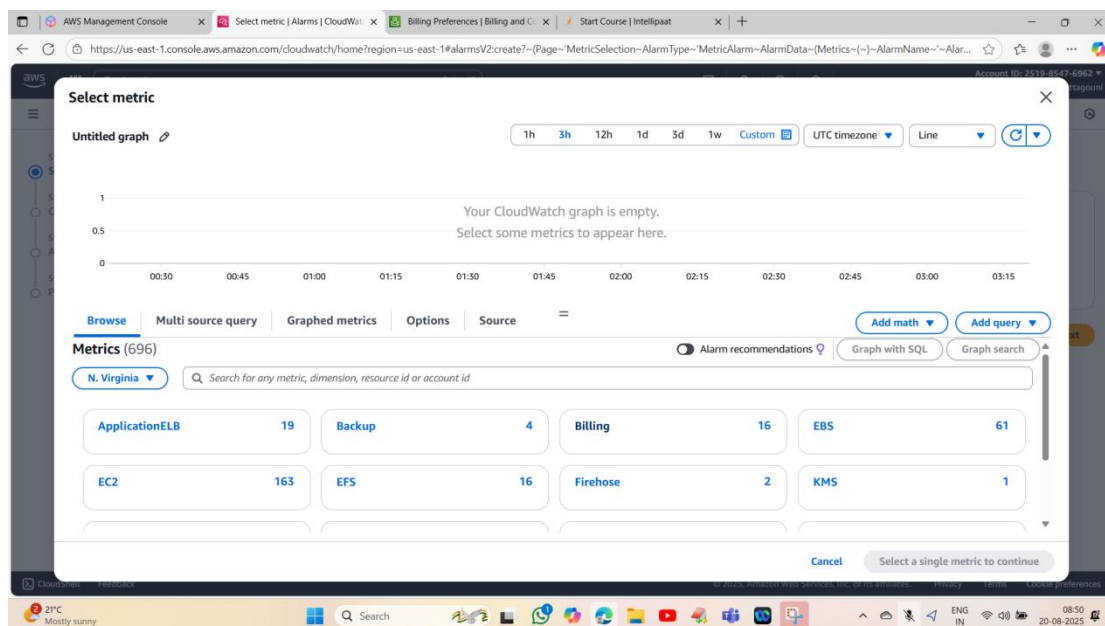 AWS Management Console
Select metric | Alarms | CloudWat
Billing Preferences | Billing and Co
Start Course | Intellipaat
https://us-east-1.console.aws.amazon.com/cloudwatch/home?region=us-east-1#alarmsV2:create?~(Page~'MetricSelection~AlarmType~'MetricAlarm~AlarmData~(Metrics~(~)~AlarmName~'~Alar...
aws
Account ID: 2519-8547-6962
Select metric
Untitled graph
1h 3h 12h 1d 3d 1w Custom
UTC timezone
Line
1
Your CloudWatch graph is empty.
0.5
Select some metrics to appear here.
0
00:30 00:45 01:00 01:15 01:30 01:45 02:00 02:15 02:30 02:45 03:00 03:15
Browse Multi source query Graphed metrics Options Source
Add math Add query
Metrics (696)
Alarm recommendations
Graph with SQL
Graph search
N. Virginia
Search for any metric, dimension, resource id or account id
ApplicationELB 19
Backup 4
Billing 16
EBS 61
EC2 163
EFS 16
Firehose 2
KMS 1
Cancel
Select a single metric to continue
CloudShell Feedback
© 2025, Amazon Web Services, Inc. or its affiliates. Privacy Terms Cookie preferences
2
21°C
Mostly sunny
Search
ENG
IN
08:50
20-08-2025